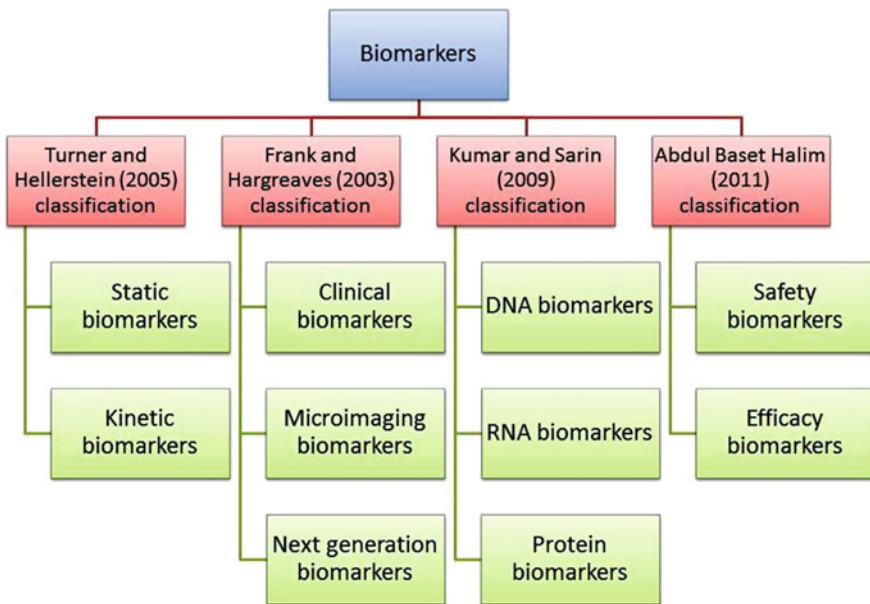 Biomarkers
Turner and
Hellerstein (2005)
classification
Frank and
Hargreaves (2003)
classification
Kumar and Sarin
(2009)
classification
Abdul Baset Halim
(2011)
classification
Static
biomarkers
Kinetic
biomarkers
Clinical
biomarkers
Microimaging
biomarkers
Next generation
biomarkers
DNA biomarkers
RNA biomarkers
Protein
biomarkers
Safety
biomarkers
Efficacy
biomarkers